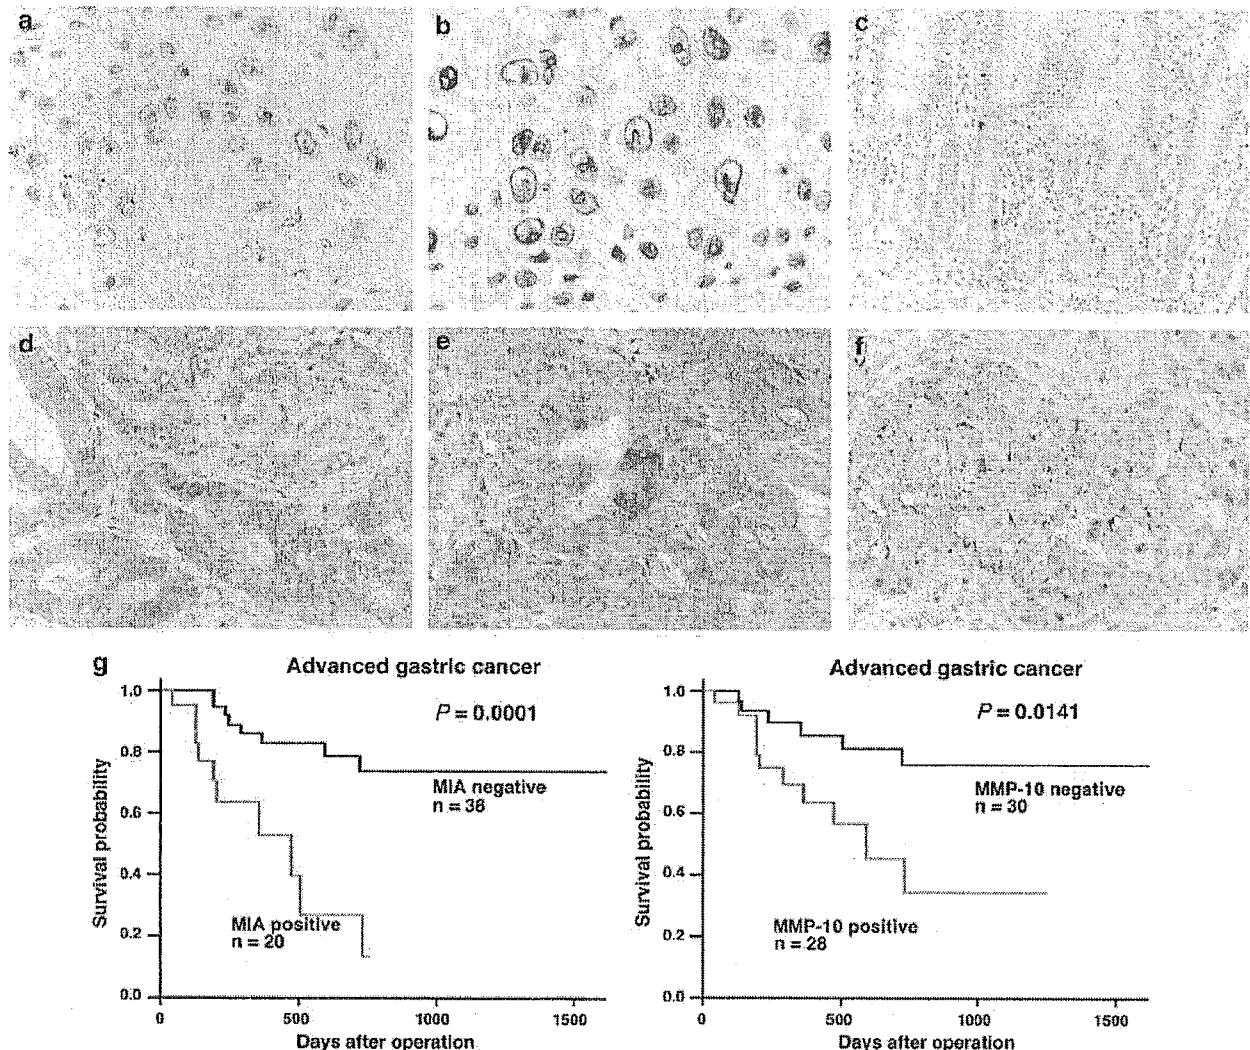 a
b
c
d
e
f
g
Advanced gastric cancer
P = 0.0001
MIA negative
n = 38
MIA positive
n = 20
Survival probability
1.0
0.8
0.6
0.4
0.2
0.0
0
500
1000
1500
Days after operation
Advanced gastric cancer
P = 0.0141
MMP-10 negative
n = 30
MMP-10 positive
n = 28
Survival probability
1.0
0.8
0.6
0.4
0.2
0.0
0
500
1000
1500
Days after operation